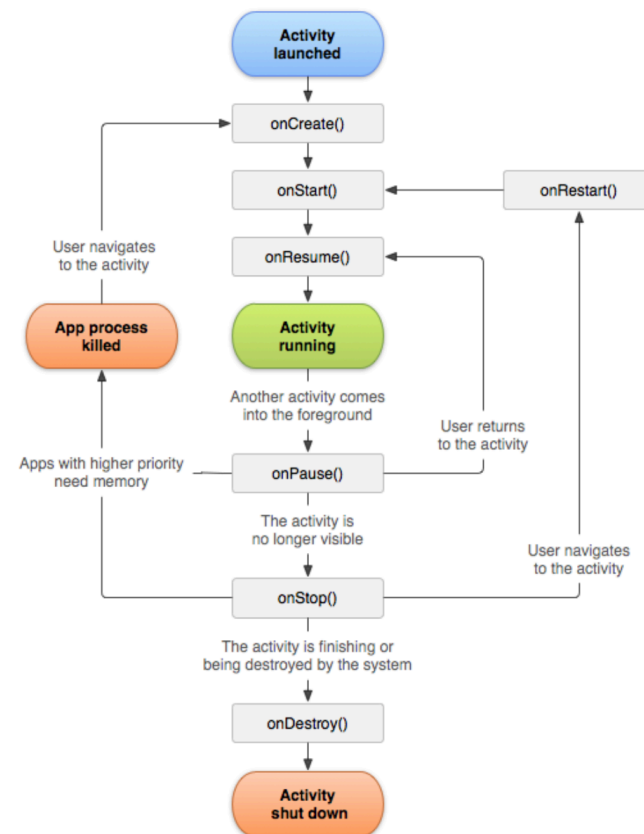 Activity
launched
onCreate()
onStart()
onRestart()
User navigates
to the activity
onResume()
App process
killed
Activity
running
Another activity comes
into the foreground
User returns
to the activity
Apps with higher priority
need memory
onPause()
The activity is
no longer visible
User navigates
to the activity
onStop()
The activity is finishing or
being destroyed by the system
onDestroy()
Activity
shut down